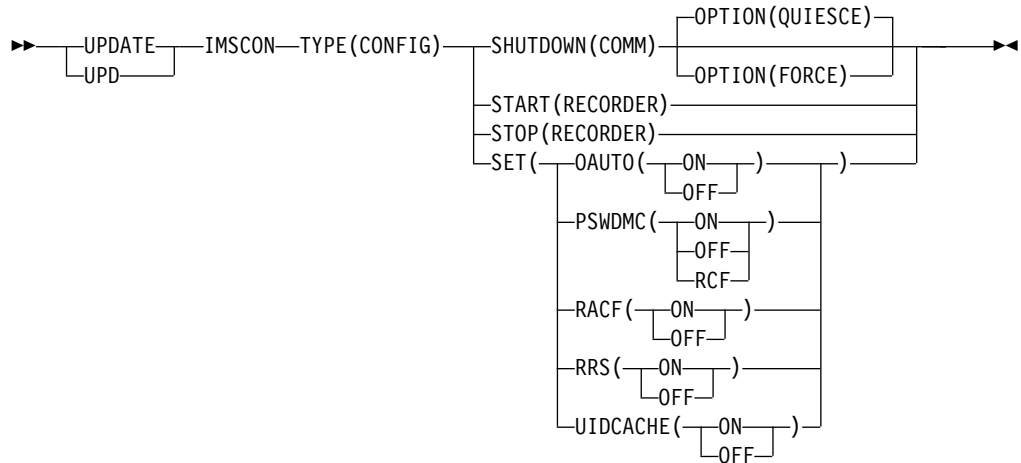 OPTION(QUIESCE)
UPDATE IMSCON TYPE(CONFIG) SHUTDOWN(COMM)
UPD OPTION(FORCE)
START(RECORDER)
STOP(RECORDER)
SET( OAUTO( ON ) )
OFF
PSWDMC( ON )
OFF
RCF
RACF( ON )
OFF
RRS( ON )
OFF
UIDCACHE( ON )
OFF